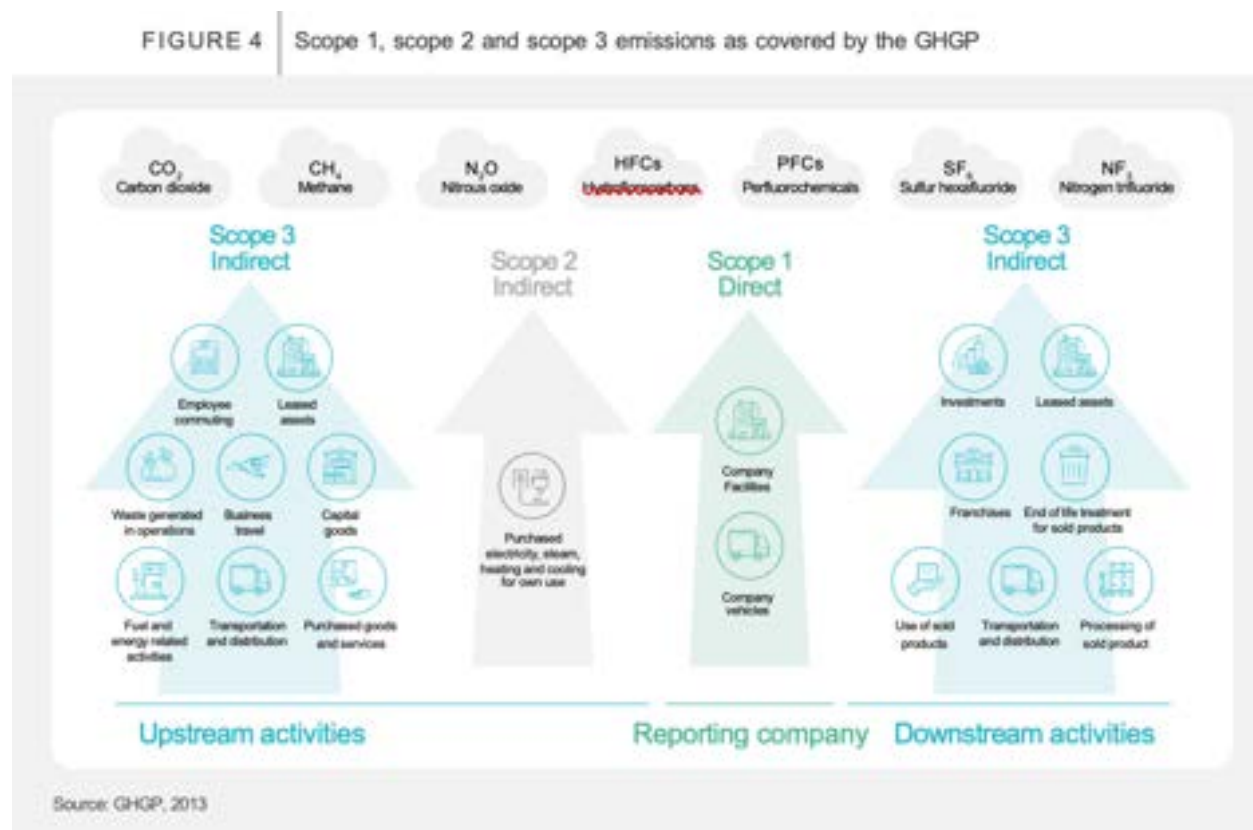 FIGURE 4
Scope 1, scope 2 and scope 3 emissions as covered by the GHGP
CO2
Carbon dioxide
CH4
Methane
N2O
Nitrous oxide
HFCs
PFCs
Perfluorochemicals
SF6
Sulfur hexafluoride
NF3
Nitrogen trifluoride
Scope 3
Indirect
Employee
commuting
Leased
assets
Waste generated
in operations
Business
travel
Capital
goods
Fuel and
energy related
activities
Transportation
and distribution
Purchased goods
and services
Scope 2
Indirect
Purchased
electricity, steam,
heating and cooling
for own use
Scope 1
Direct
Company
Facilities
Company
vehicles
Scope 3
Indirect
Investments
Leased assets
Franchises
End of life treatment
for sold products
Use of sold
products
Transportation
and distribution
Processing of
sold product
Upstream activities
Reporting company
Downstream activities
Source: GHGP, 2013